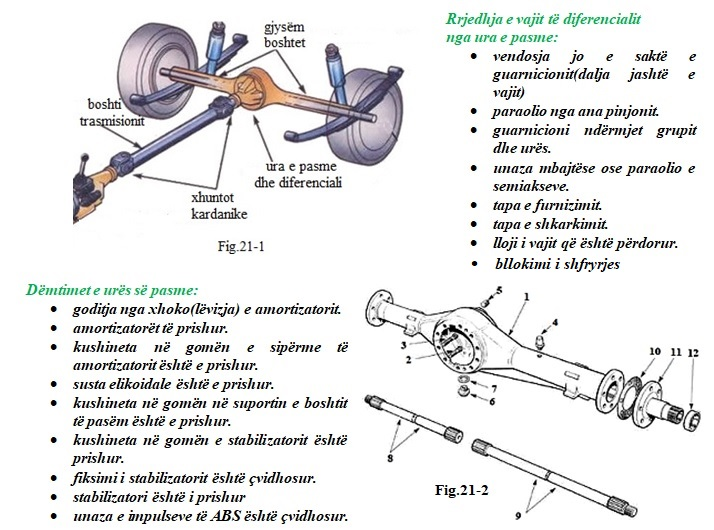 gjysëm
boshtet
boshti
trasmisionit
ura e pasme
dhe diferenciali
xhuntot
kardanike
Fig.21-1
Rrjedhja e vajit të diferencialit
nga ura e pasme:
• vendosja jo e saktë e
guarnicionit(dalja jashtë e
vajit)
• paraolio nga ana pinjonit.
• guarnicioni ndërmjet grupit
dhe urës.
• unaza mbajtëse ose paraolio e
semiakseve.
• tapa e furnizimit.
• tapa e shkarkimit.
• lloji i vajit që është përdorur.
• bllokimi i shfryrjes
Dëmtimet e urës së pasme:
• goditja nga xhoko(lëvizja) e amortizatorit.
• amortizatorët të prishur.
• kushineta në gomën e sipërme të
amortizatorit është e prishur.
• susta elikoidale është e prishur.
• kushineta në gomën në suportin e boshtit
të pasëm është e prishur.
• kushineta në gomën e stabilizatorit është
prishur.
• fiksimi i stabilizatorit është çvidhosur.
• stabilizatori është i prishur
• unaza e impulseve të ABS është çvidhosur.
5
1
4
3
2
10
11
12
7
6
8
9
Fig.21-2